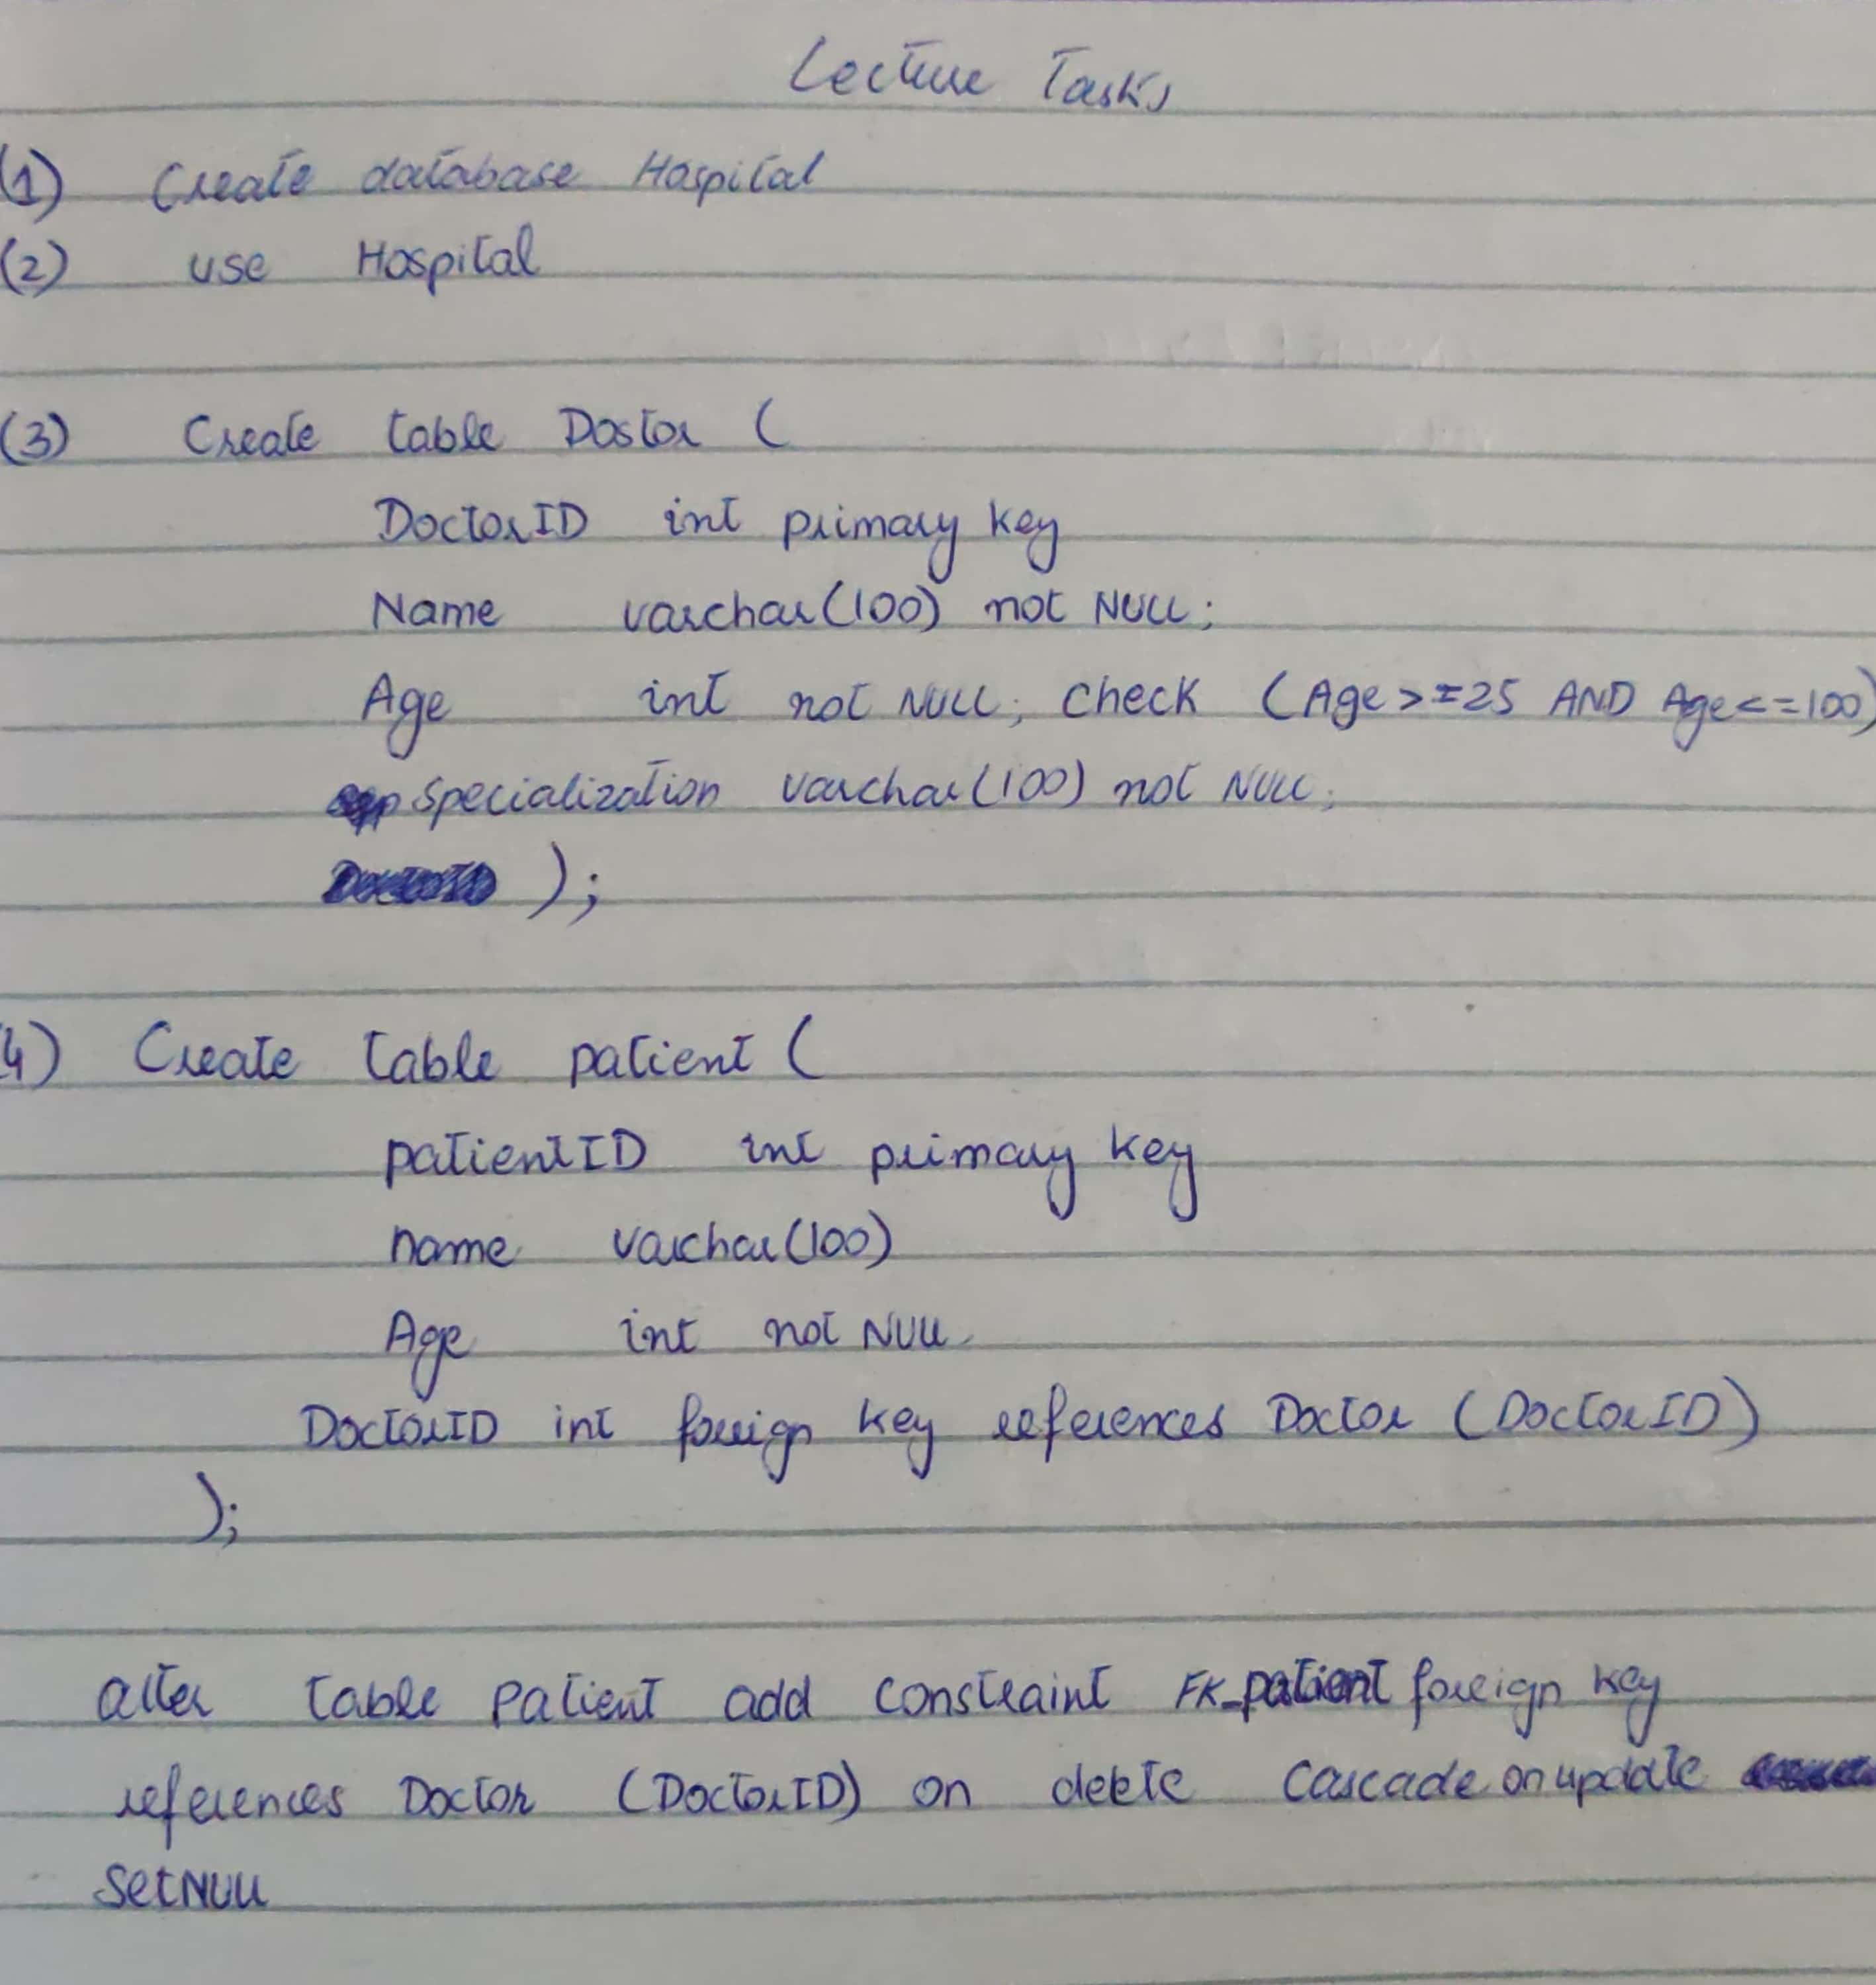 Lecture Tasks
(1) Create database Hospital
(2) use Hospital
(3) Create table Dostor (
DoctorID int primary key
Name varchar(100) not NULL;
Age int not NULL; check (Age >= 25 AND Age <= 100)
specialization varchar(100) not NULL;
);
4) Create table patient (
patientID int primary key
name varchar(100)
Age int not NULL
DoctorID int foreign key references Doctor (DoctorID)
);
alter table patient add constraint FK_patient foreign key
references Doctor (DoctorID) on delete Cascade on update
set NULL